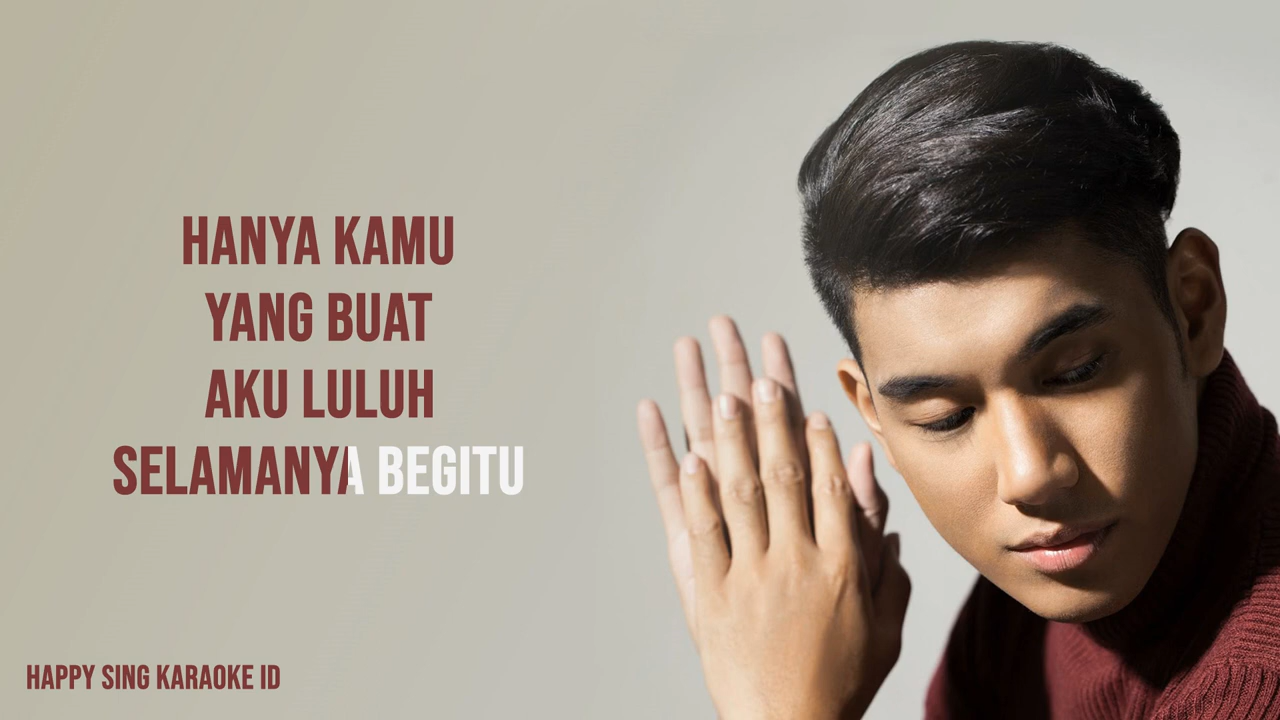 HANYA KAMU
YANG BUAT
AKU LULUH
SELAMANYA BEGITU
HAPPY SING KARAOKE ID